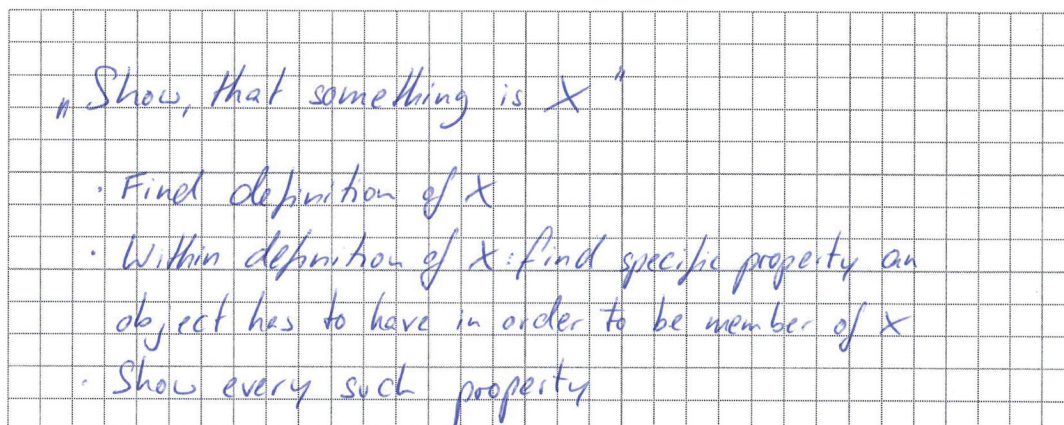 „Show, that something is X"
· Find definition of X
· Within definition of X: find specific property an
object has to have in order to be member of X
· Show every such property